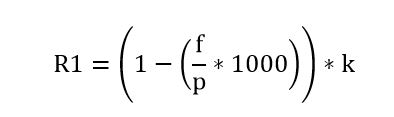 R1 = (1 − (f/p * 1000)) * k